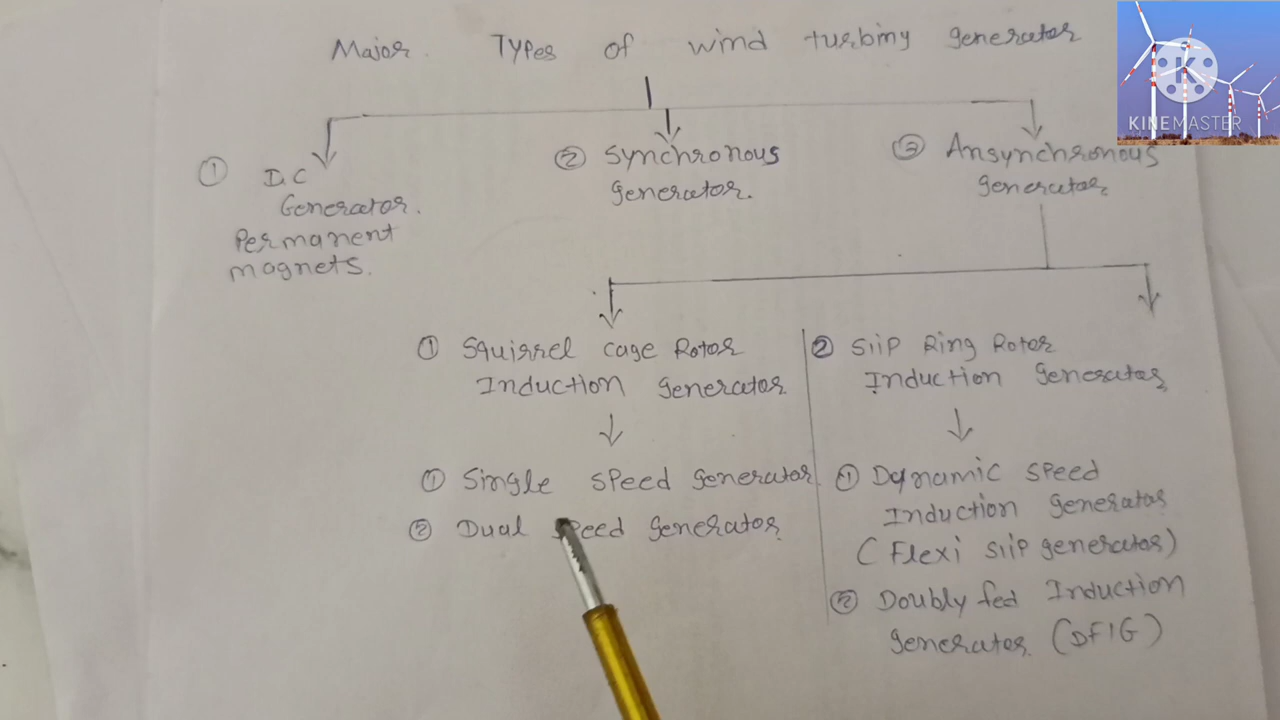 Major Types of wind turbiny generator
① D.C
Generator.
Permanent
magnets.
② Synchronous
generator.
③ Ansynchronous
generator
① Squirrel cage Rotor
Induction generator
② Slip Ring Rotor
Induction generator
① Single speed generator
② Dual speed generator
① Dynamic speed
Induction generator
(Flexi slip generator)
② Doubly fed Induction
generator (DFIG)
KINEMASTER